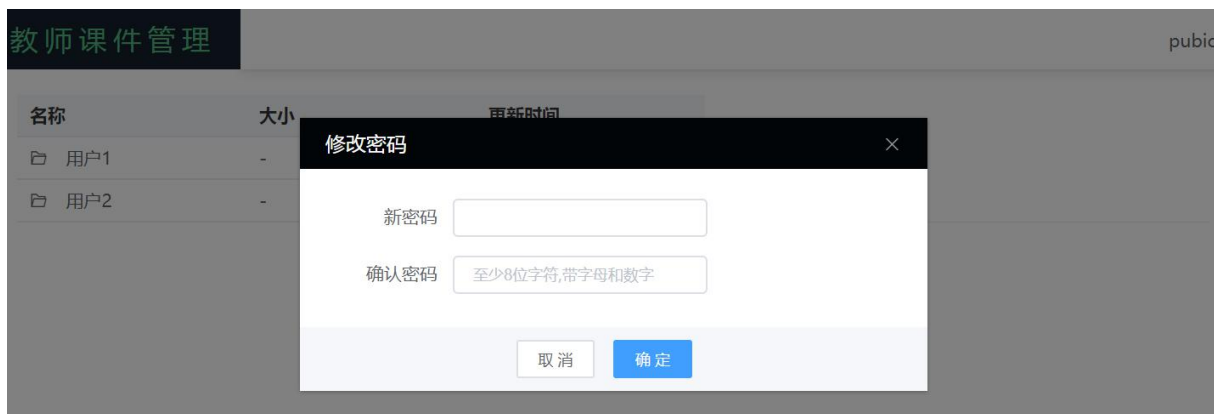 教师课件管理
pubic
名称 大小 更新时间
修改密码
用户1 -
用户2 -
新密码
确认密码 至少8位字符,带字母和数字
取消 确定